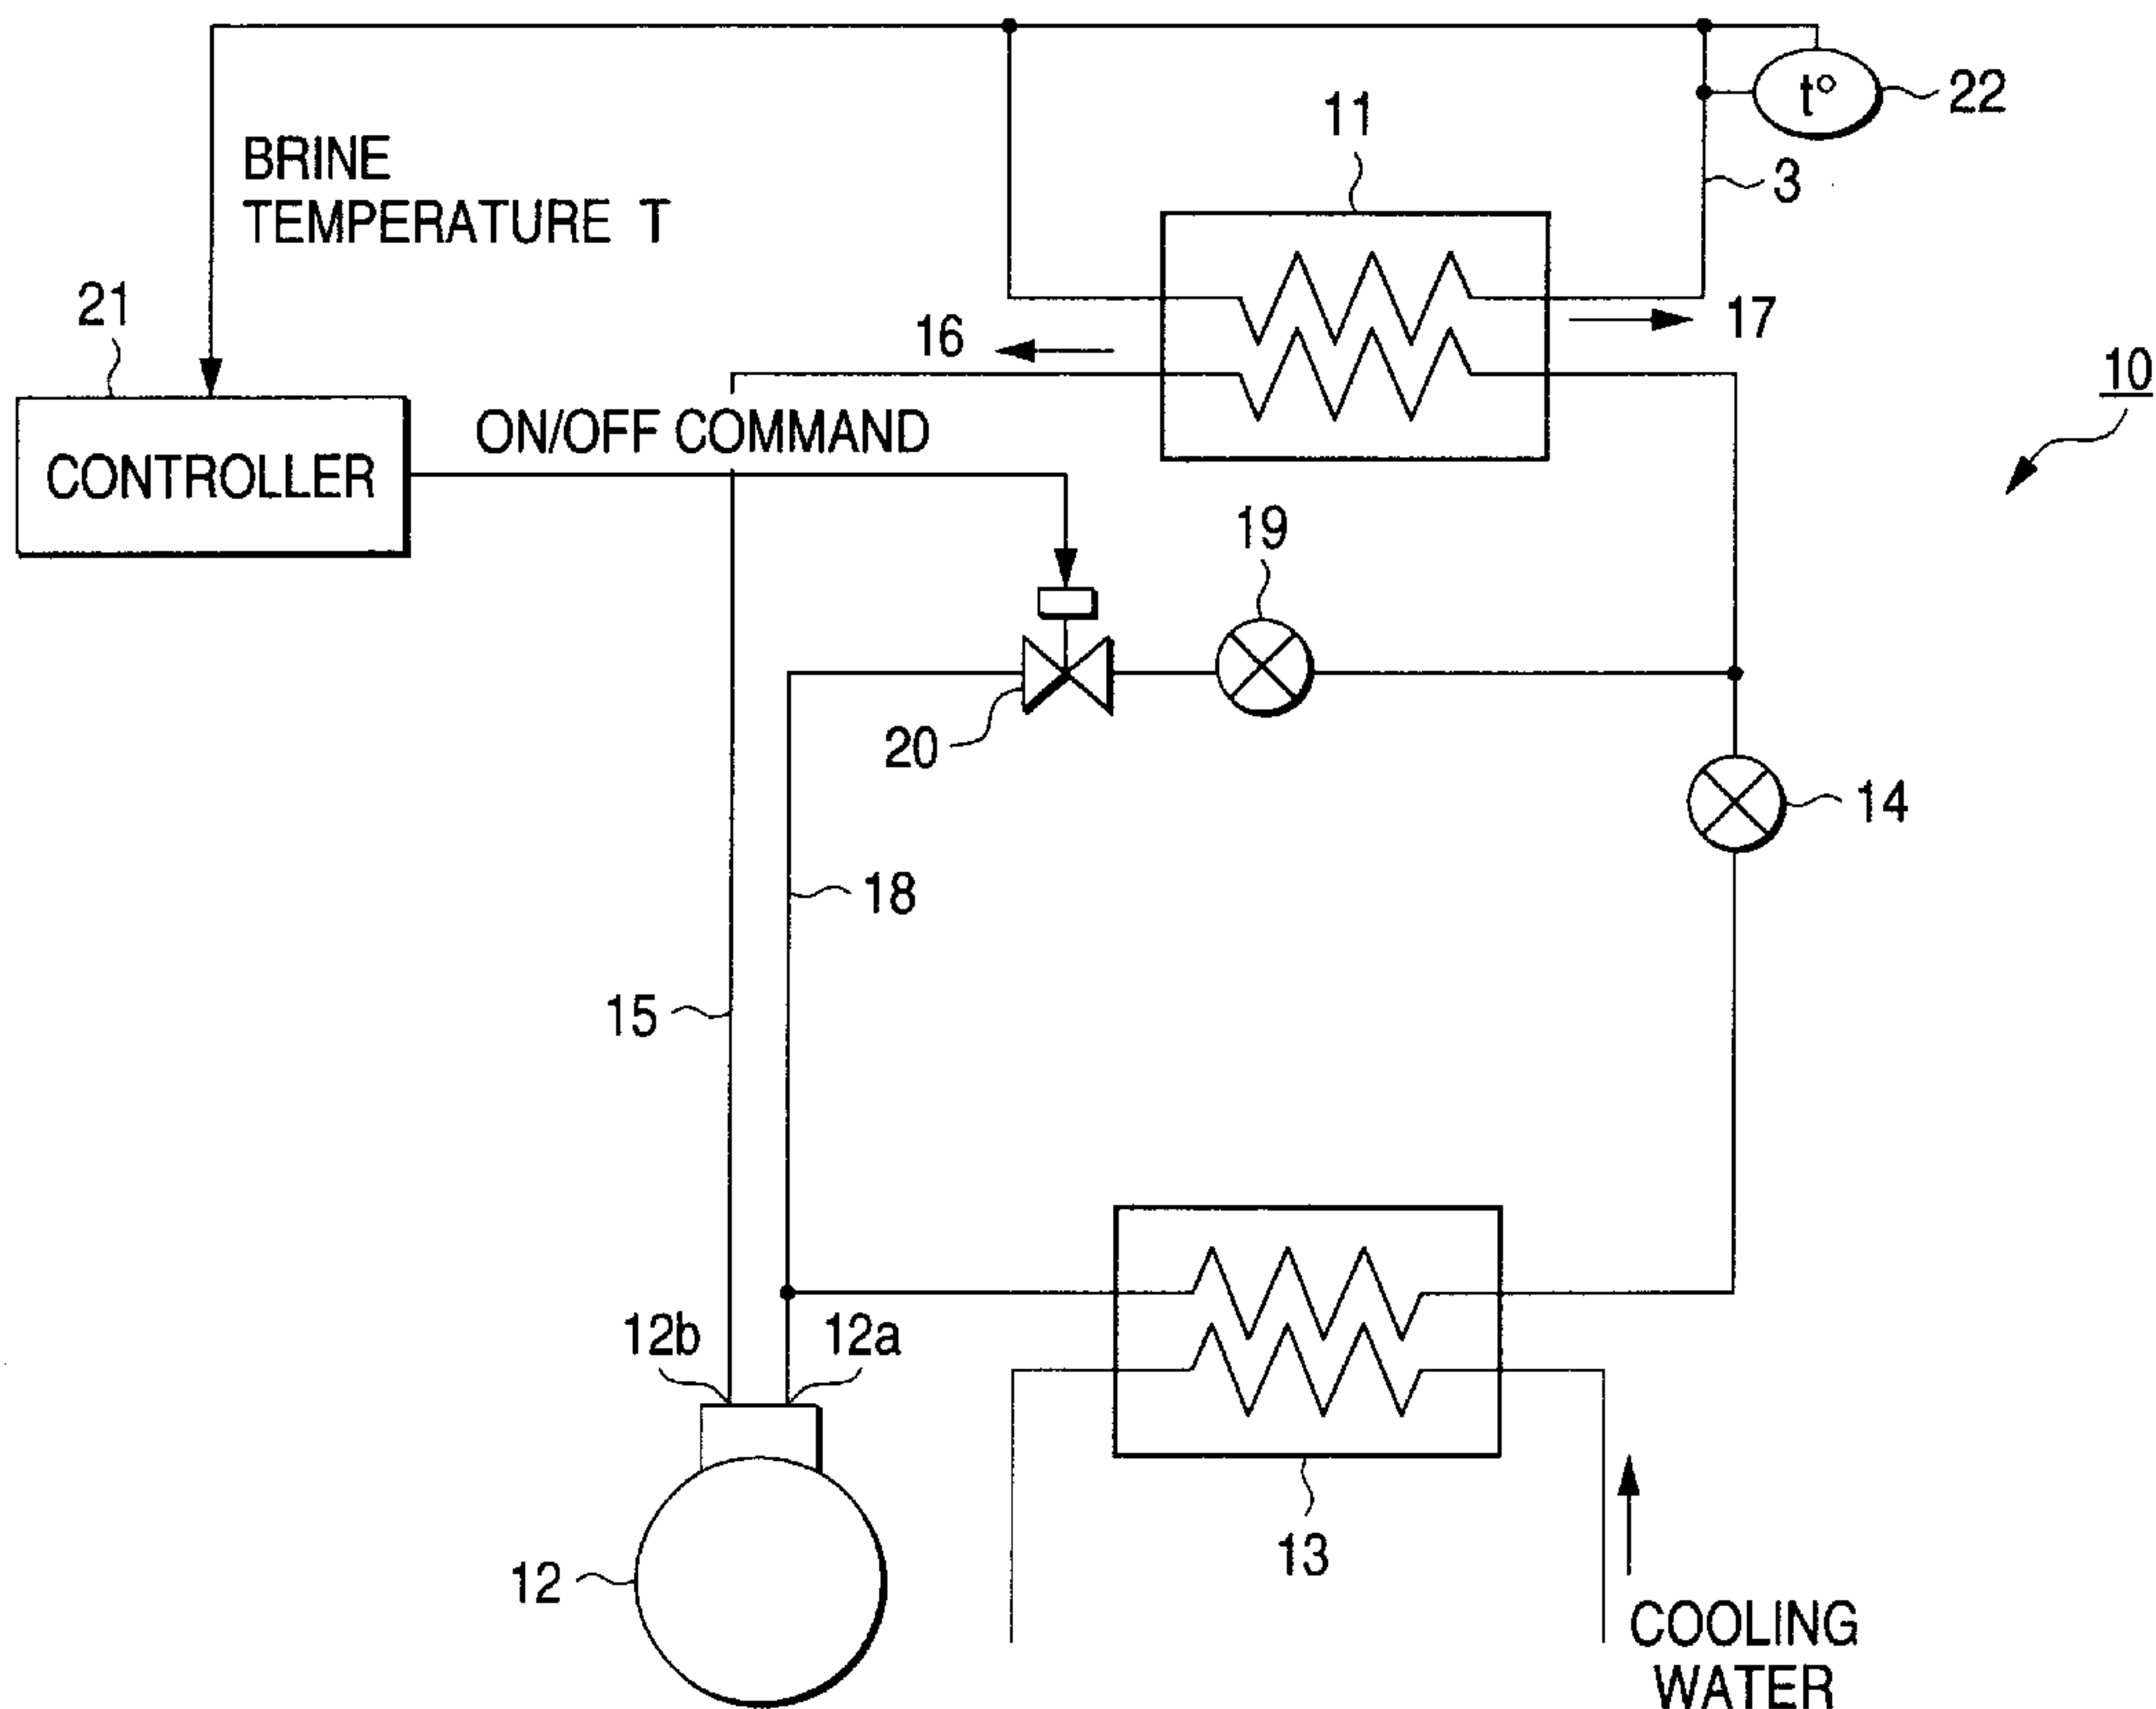 22
11
BRINE
3
TEMPERATURE T
21
16
17
10
ON/OFF COMMAND
CONTROLLER
19
20
14
18
15
12b
12a
13
12
COOLING
WATER
t°